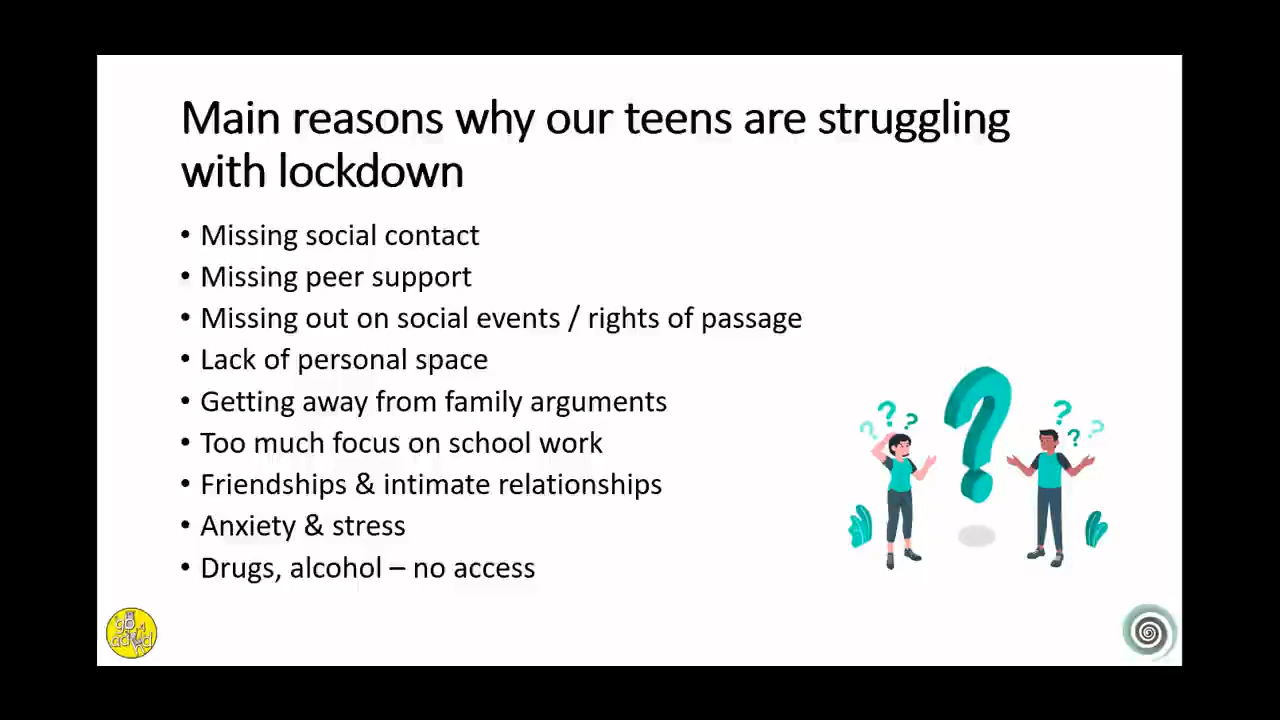 Main reasons why our teens are struggling
with lockdown
• Missing social contact
• Missing peer support
• Missing out on social events / rights of passage
• Lack of personal space
• Getting away from family arguments
• Too much focus on school work
• Friendships & intimate relationships
• Anxiety & stress
• Drugs, alcohol – no access
? ? ? ? ? ? ?